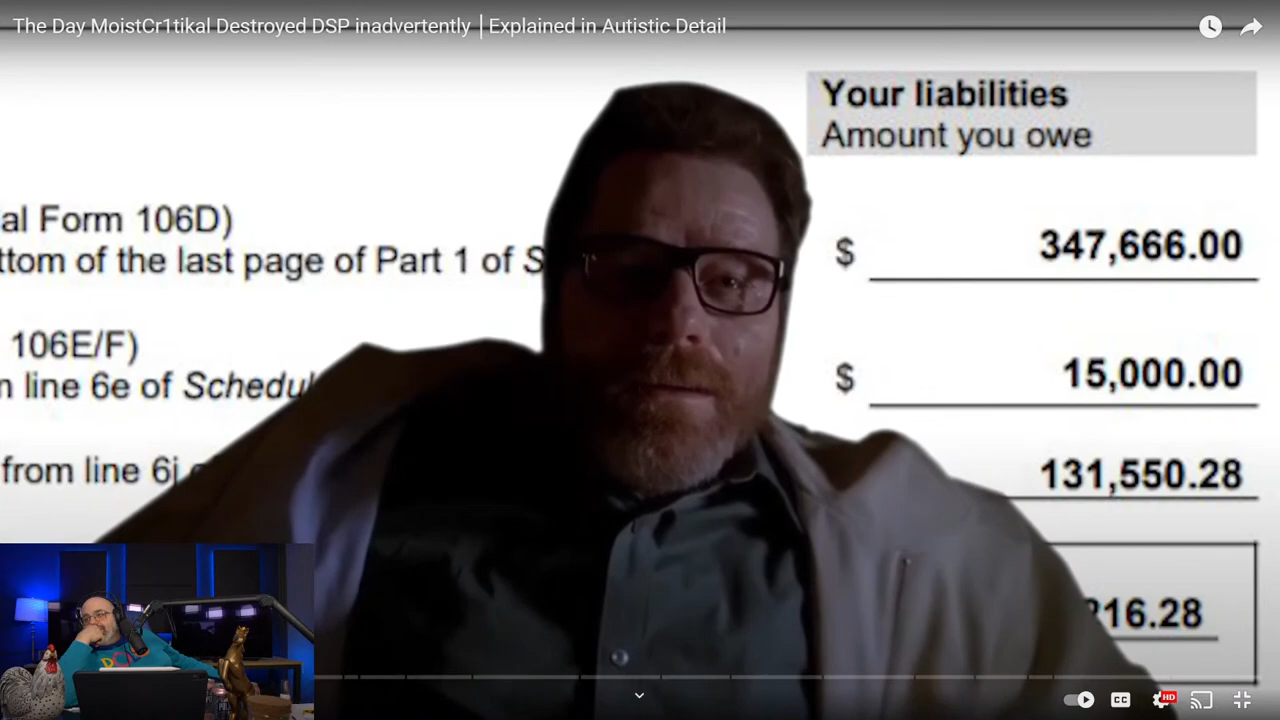 The Day MoistCr1tikal Destroyed DSP inadvertently │Explained in Autistic Detail
Your liabilities
Amount you owe
al Form 106D)
ttom of the last page of Part 1 of S
$ 347,666.00
106E/F)
n line 6e of Schedul
$ 15,000.00
from line 6j
131,550.28
216.28
CC
HD